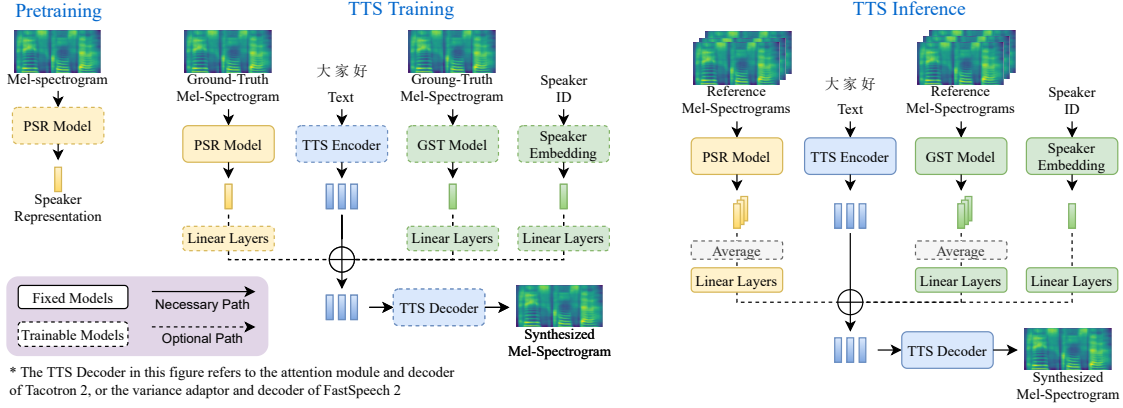 Pretraining
Mel-spectrogram
PSR Model
Speaker
Representation
TTS Training
Ground-Truth
Mel-Spectrogram
PSR Model
Linear Layers
大家好
Text
TTS Encoder
Groung-Truth
Mel-Spectrogram
GST Model
Linear Layers
Speaker
ID
Speaker
Embedding
Linear Layers
TTS Decoder
Synthesized
Mel-Spectrogram
Fixed Models
Necessary Path
Trainable Models
Optional Path
* The TTS Decoder in this figure refers to the attention module and decoder
of Tacotron 2, or the variance adaptor and decoder of FastSpeech 2
TTS Inference
Reference
Mel-Spectrograms
PSR Model
Average
Linear Layers
大家好
Text
TTS Encoder
Reference
Mel-Spectrograms
GST Model
Average
Linear Layers
Speaker
ID
Speaker
Embedding
Linear Layers
TTS Decoder
Synthesized
Mel-Spectrogram